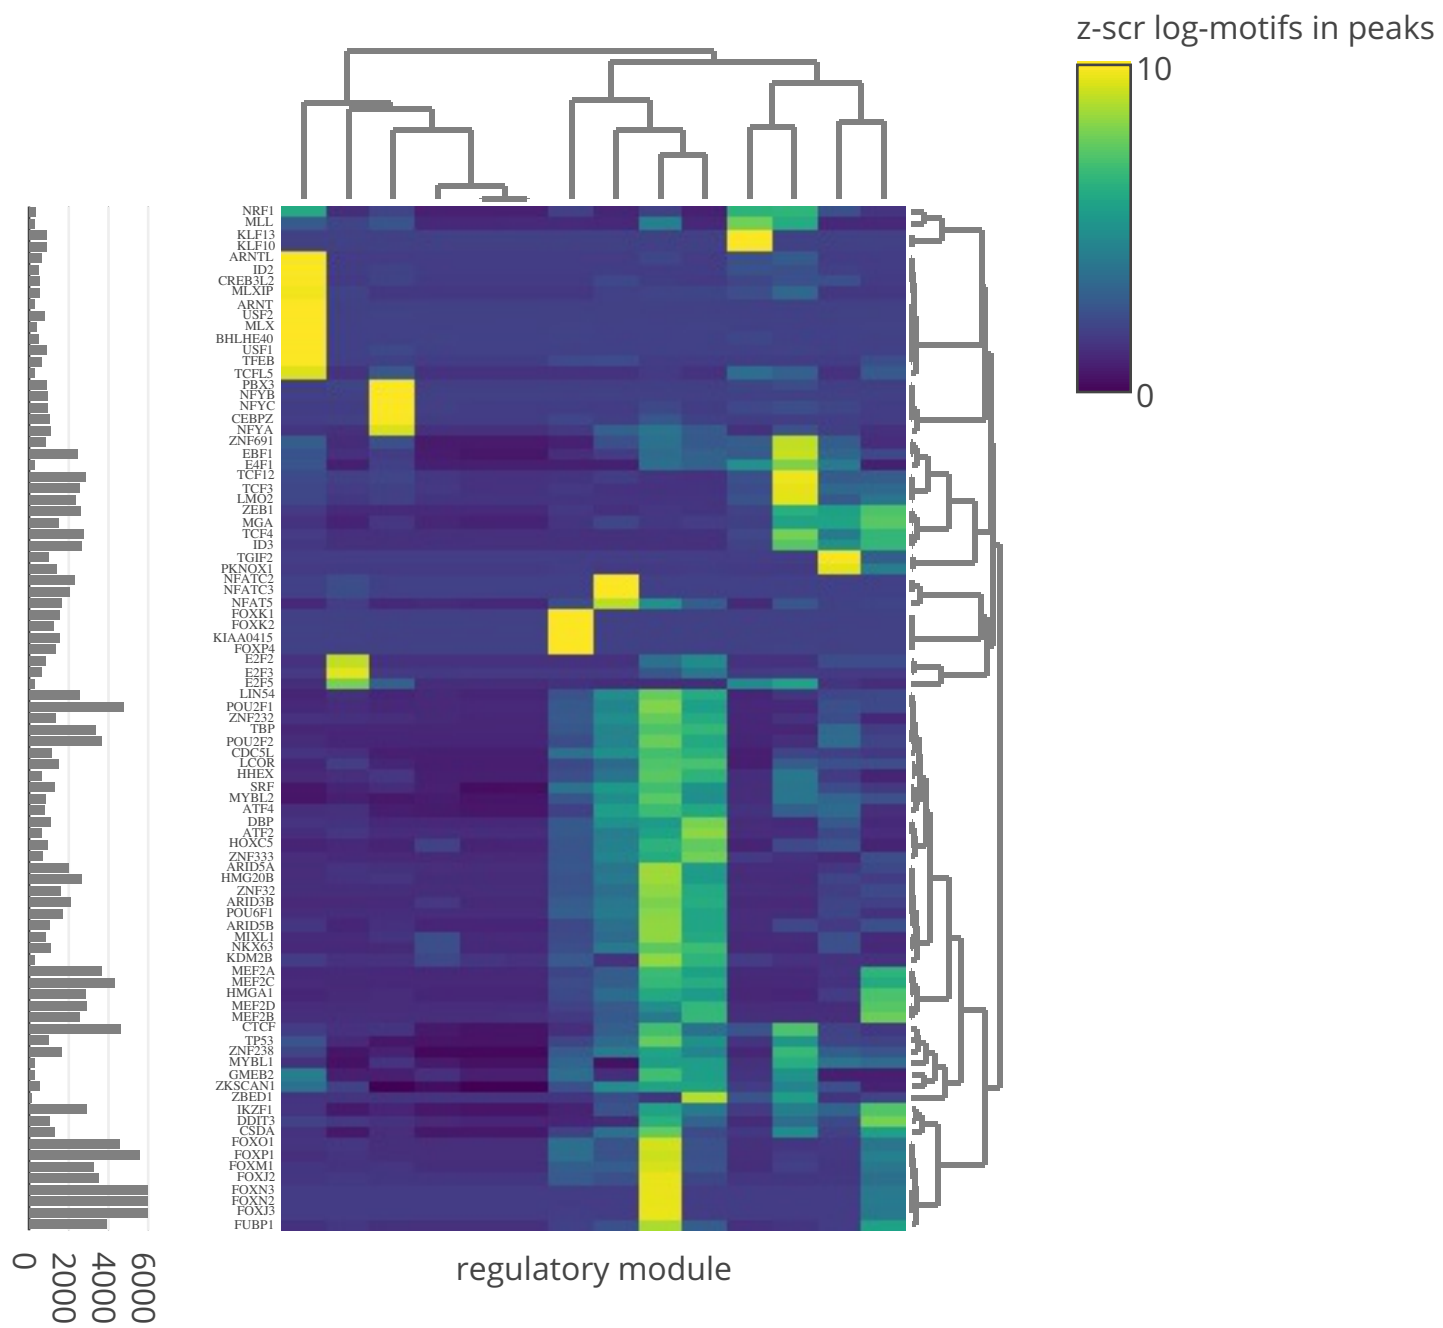 z-scr log-motifs in peaks
10
0
NRF1
MLL
KLF13
KLF10
ARNTL
ID2
CREB3L2
MLXIP
ARNT
USF2
MLX
BHLHE40
USF1
TFEB
TCFL5
PBX3
NFYB
NFYC
CEBPZ
NFYA
ZNF691
EBF1
E4F1
TCF12
TCF3
LMO2
ZEB1
MGA
TCF4
ID3
TGIF2
PKNOX1
NFATC2
NFATC3
NFAT5
FOXK1
FOXK2
KIAA0415
FOXP4
E2F2
E2F3
E2F5
LIN54
POU2F1
ZNF232
TBP
POU2F2
CDC5L
LCOR
HHEX
SRF
MYBL2
ATF4
DBP
ATF2
HOXC5
ZNF333
ARID5A
HMG20B
ZNF32
ARID3B
POU6F1
ARID5B
MIXL1
NKX63
KDM2B
MEF2A
MEF2C
HMGA1
MEF2D
MEF2B
CTCF
TP53
ZNF238
MYBL1
GMEB2
ZKSCAN1
ZBED1
IKZF1
DDIT3
CSDA
FOXO1
FOXP1
FOXM1
FOXJ2
FOXN3
FOXN2
FOXJ3
FUBP1
0
2000
4000
6000
regulatory module